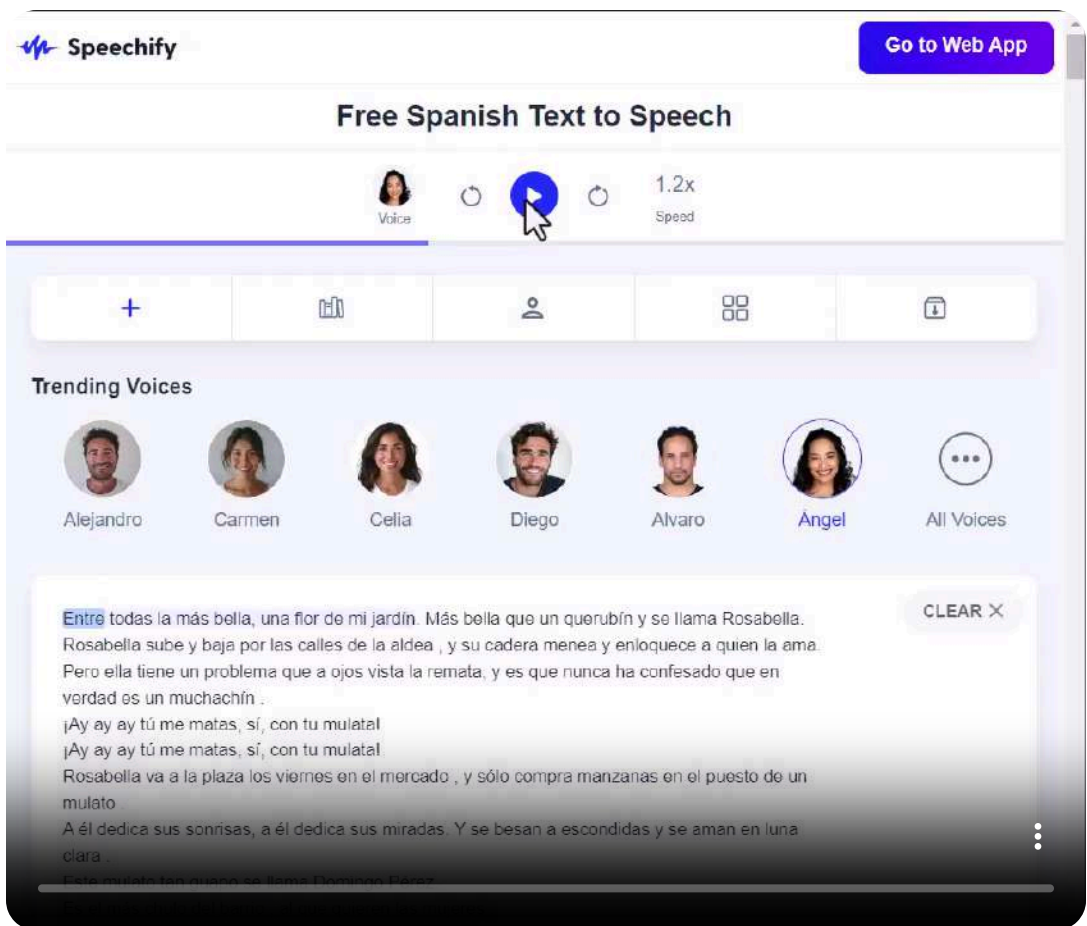 Speechify
Go to Web App
Free Spanish Text to Speech
1.2x
Voice
Speed
Trending Voices
Alejandro
Carmen
Celia
Diego
Alvaro
Ángel
All Voices
CLEAR ×
Entre todas la más bella, una flor de mi jardín. Más bella que un querubín y se llama Rosabella.
Rosabella sube y baja por las calles de la aldea , y su cadera menea y enloquece a quien la ama.
Pero ella tiene un problema que a ojos vista la remata, y es que nunca ha confesado que en
verdad es un muchachín .
¡Ay ay ay tú me matas, sí, con tu mulata!
¡Ay ay ay tú me matas, sí, con tu mulata!
Rosabella va a la plaza los viernes en el mercado , y sólo compra manzanas en el puesto de un
mulato .
A él dedica sus sonrisas, a él dedica sus miradas. Y se besan a escondidas y se aman en luna
clara .
Este mulato tan guapo se llama Domingo Pérez